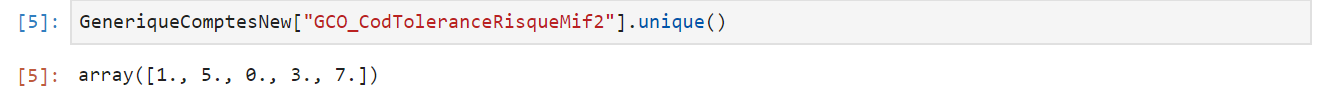 [5]: GeneriqueComptesNew["GCO_CodToleranceRisqueMif2"].unique()
[5]: array([1., 5., 0., 3., 7.])